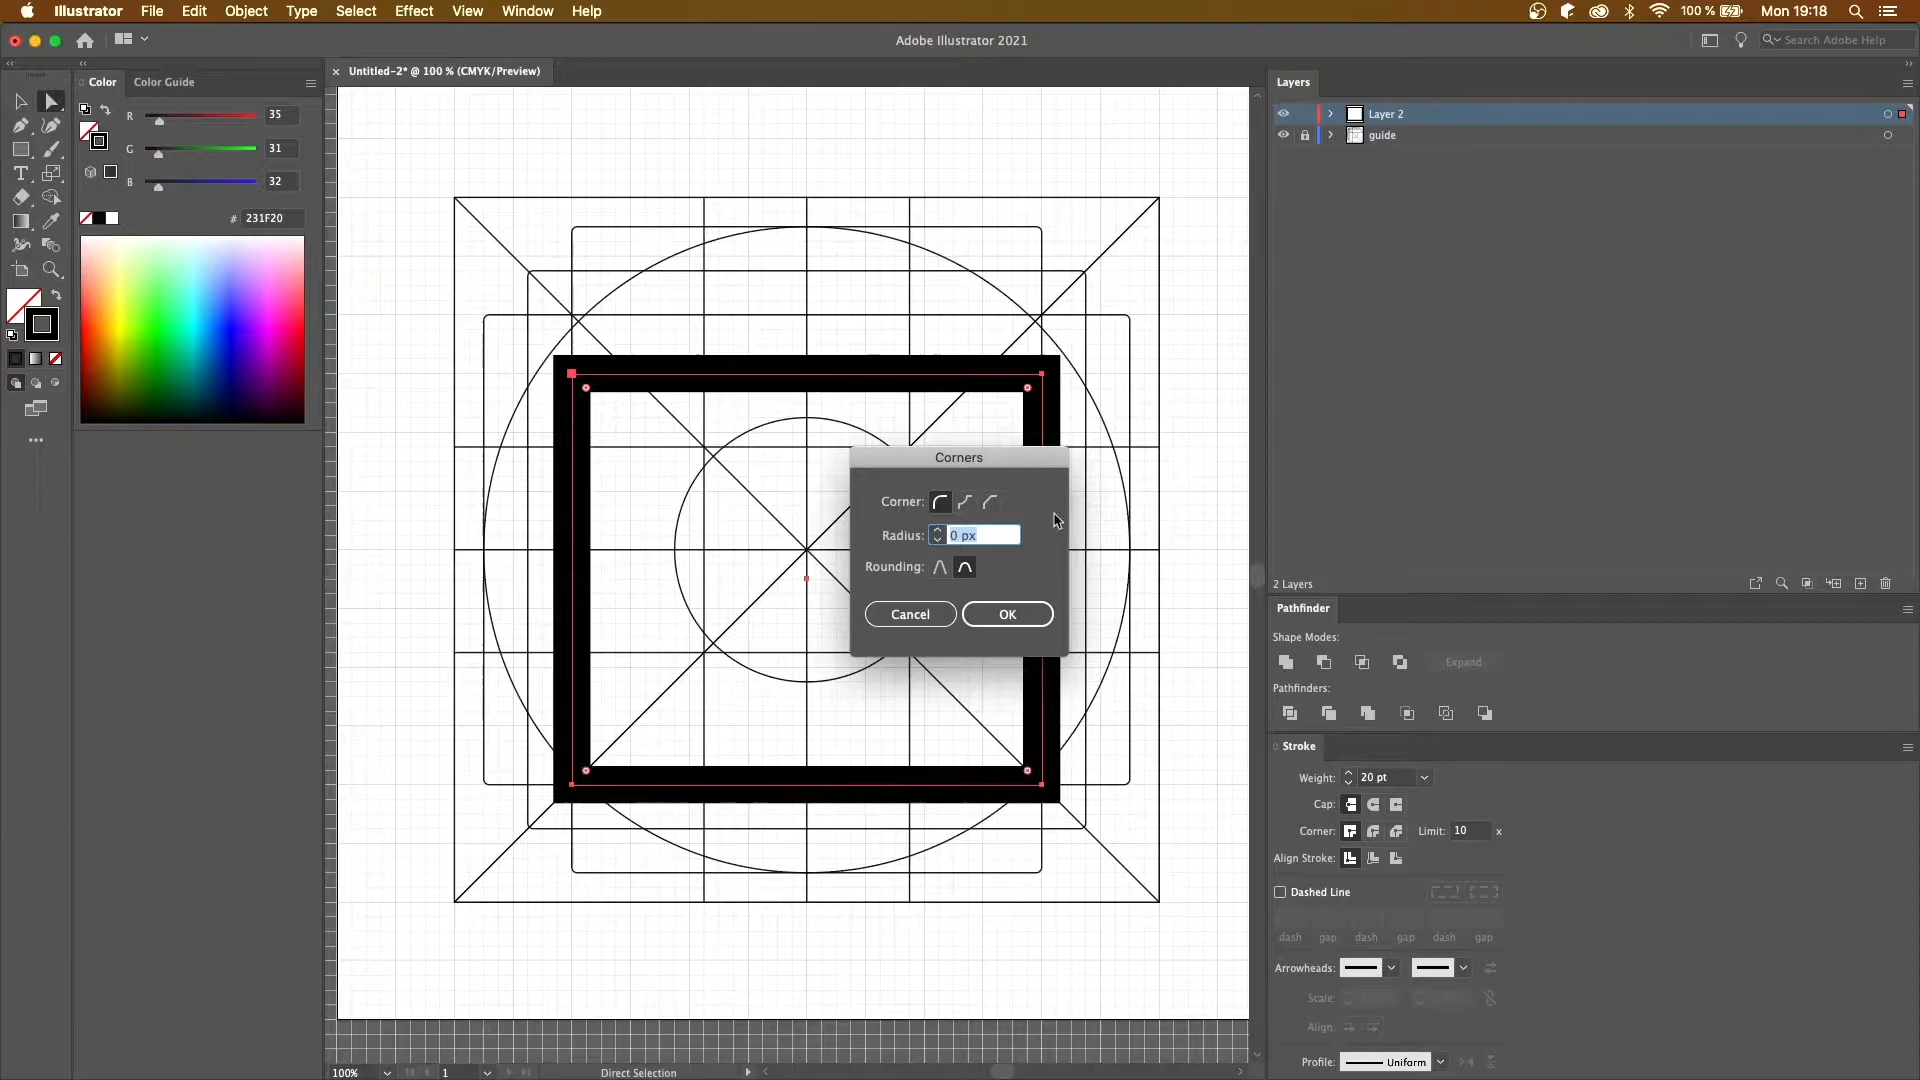 Illustrator File Edit Object Type Select Effect View Window Help
100 % Mon 19:18
Adobe Illustrator 2021
Search Adobe Help
Color Color Guide
Untitled-2* @ 100 % (CMYK/Preview)
Layers
R 35
G 31
B 32
# 231F20
Layer 2
guide
T
Corners
Corner:
Radius: 0 px
Rounding:
Cancel OK
2 Layers
Pathfinder
Shape Modes:
Expand
Pathfinders:
Stroke
Weight: 20 pt
Cap:
Corner: Limit: 10 x
Align Stroke:
Dashed Line
dash gap dash gap dash gap
Arrowheads:
Scale:
Align:
Profile: Uniform
100% 1 Direct Selection